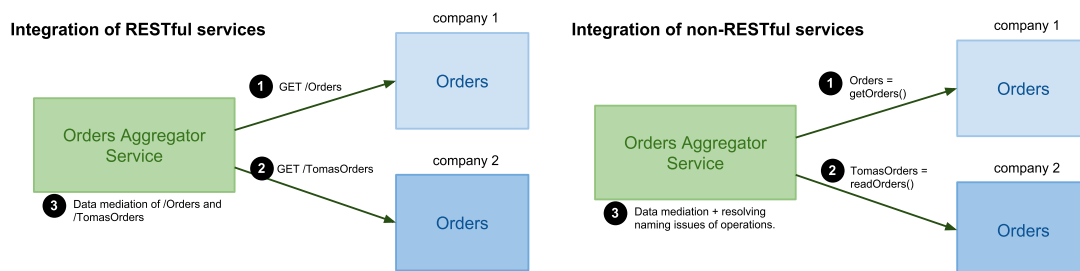 Integration of RESTful services
company 1
Orders
1 GET /Orders
Orders Aggregator
Service
company 2
2 GET /TomasOrders
Orders
3 Data mediation of /Orders and
/TomasOrders
Integration of non-RESTful services
company 1
Orders
1 Orders =
getOrders()
Orders Aggregator
Service
company 2
2 TomasOrders =
readOrders()
Orders
3 Data mediation + resolving
naming issues of operations.